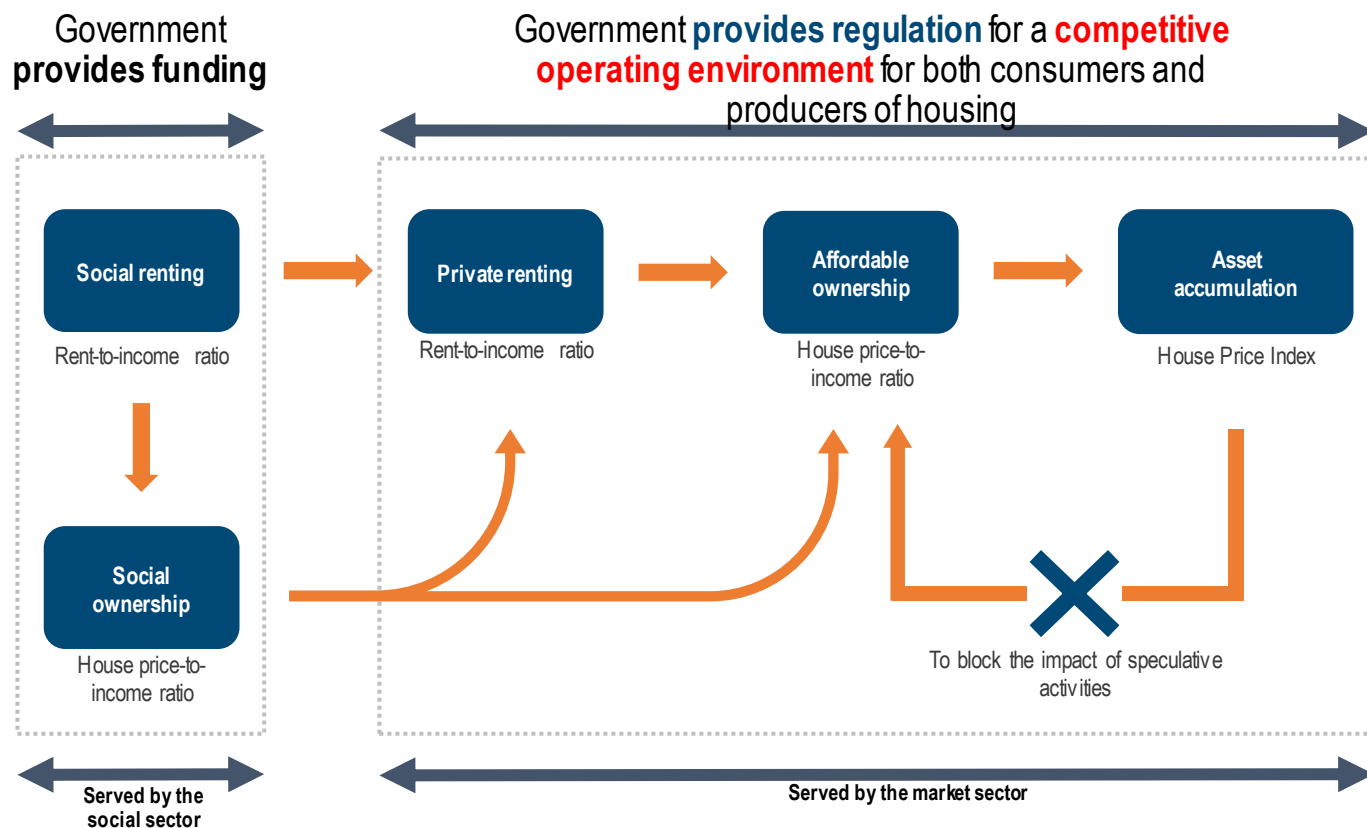 Government
provides funding
Government provides regulation for a competitive
operating environment for both consumers and
producers of housing
Social renting
Rent-to-income ratio
Private renting
Rent-to-income ratio
Affordable
ownership
House price-to-
income ratio
Asset
accumulation
House Price Index
Social
ownership
House price-to-
income ratio
To block the impact of speculative
activities
Served by the
social sector
Served by the market sector